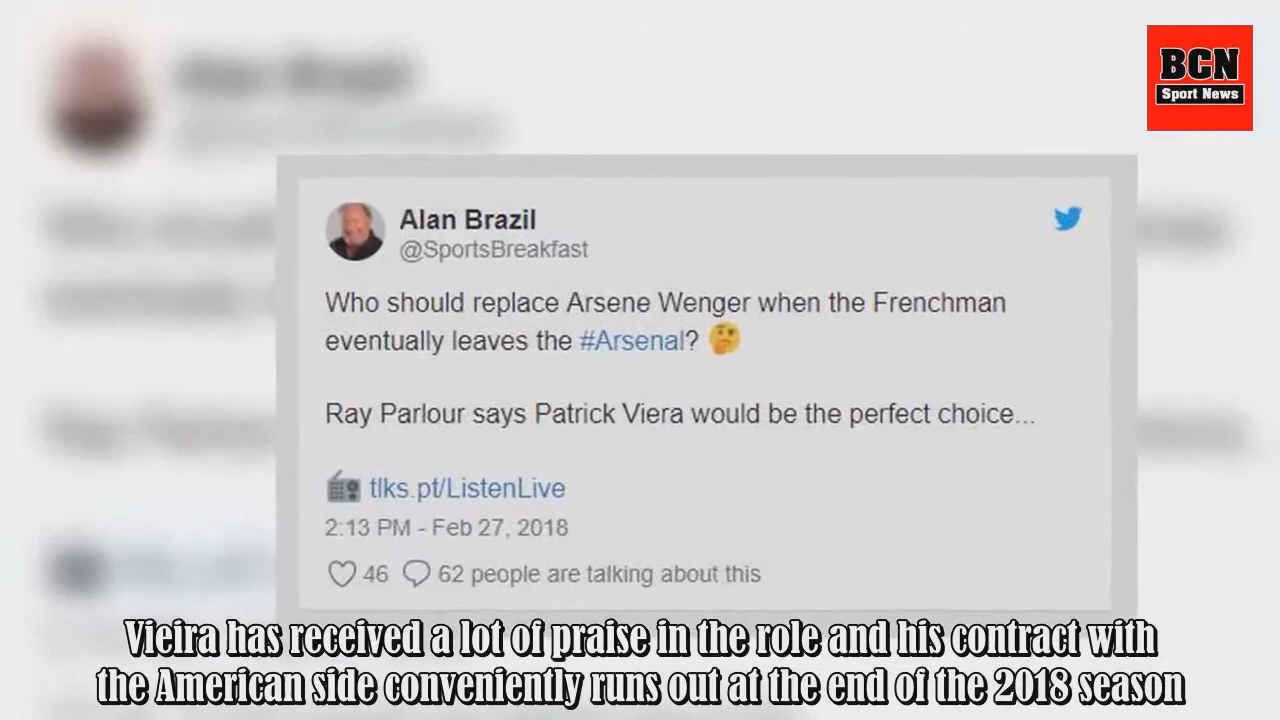 BCN
Sport News
Alan Brazil
@SportsBreakfast
Who should replace Arsene Wenger when the Frenchman
eventually leaves the #Arsenal? 🤔
Ray Parlour says Patrick Viera would be the perfect choice...
📻 tlks.pt/ListenLive
2:13 PM - Feb 27, 2018
46 62 people are talking about this
Vieira has received a lot of praise in the role and his contract with
the American side conveniently runs out at the end of the 2018 season